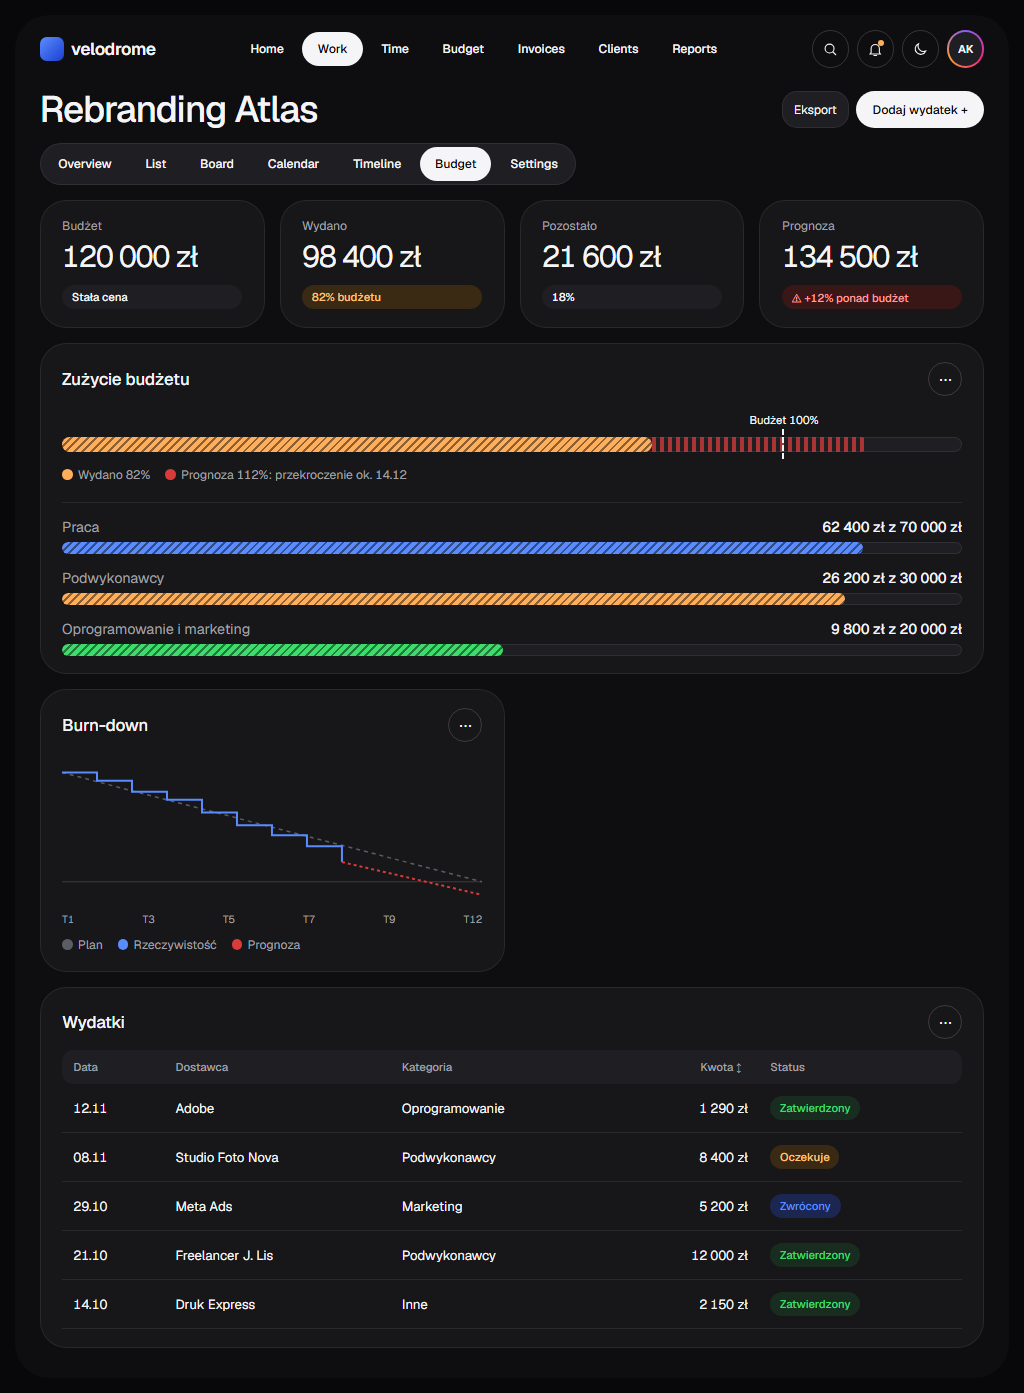 velodrome
Home Work Time Budget Invoices Clients Reports
AK
Rebranding Atlas
Eksport
Dodaj wydatek +
Overview List Board Calendar Timeline Budget Settings
Budżet
120 000 zł
Stała cena
Wydano
98 400 zł
82% budżetu
Pozostało
21 600 zł
18%
Prognoza
134 500 zł
+12% ponad budżet
Zużycie budżetu
Budżet 100%
Wydano 82% Prognoza 112%: przekroczenie ok. 14.12
Praca 62 400 zł z 70 000 zł
Podwykonawcy 26 200 zł z 30 000 zł
Oprogramowanie i marketing 9 800 zł z 20 000 zł
Burn-down
T1 T3 T5 T7 T9 T12
Plan Rzeczywistość Prognoza
Wydatki
Data Dostawca Kategoria Kwota Status
12.11 Adobe Oprogramowanie 1 290 zł Zatwierdzony
08.11 Studio Foto Nova Podwykonawcy 8 400 zł Oczekuje
29.10 Meta Ads Marketing 5 200 zł Zwrócony
21.10 Freelancer J. Lis Podwykonawcy 12 000 zł Zatwierdzony
14.10 Druk Express Inne 2 150 zł Zatwierdzony